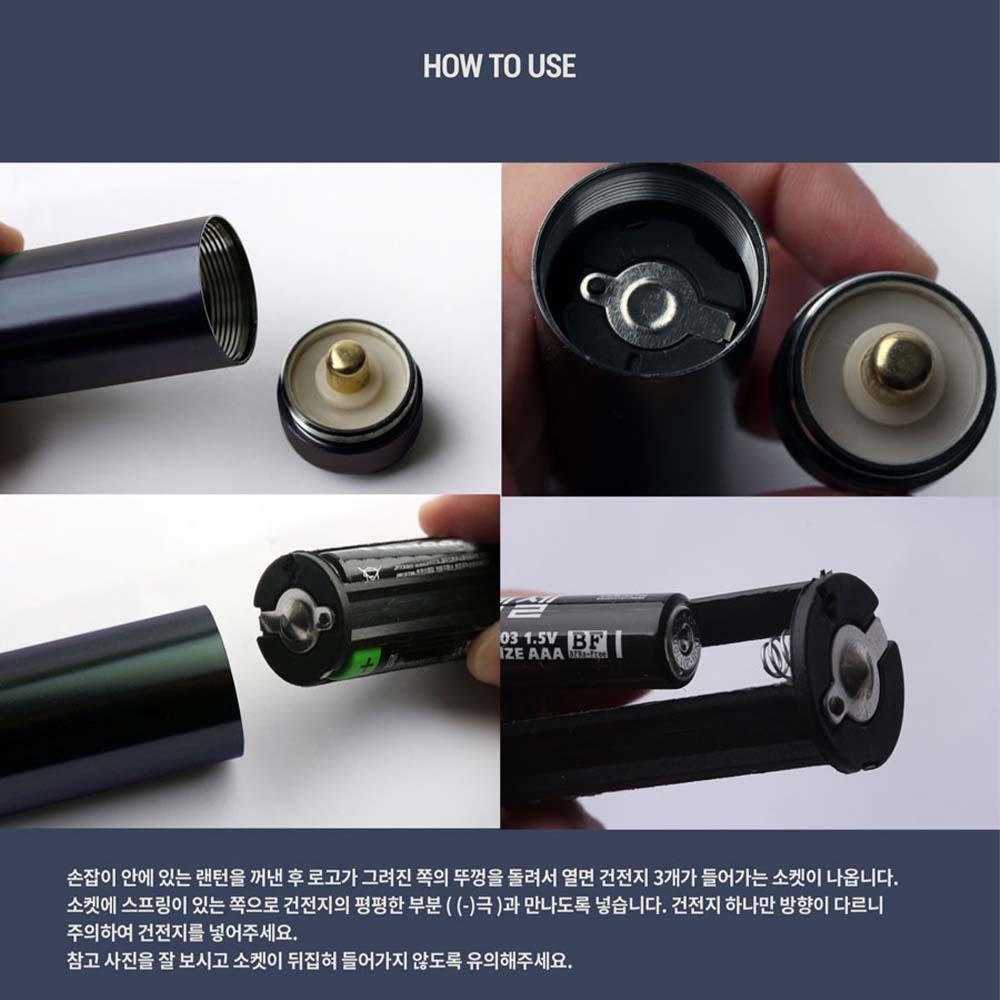 HOW TO USE
03 1.5V BF
IZE AAA
손잡이 안에 있는 랜턴을 꺼낸 후 로고가 그려진 쪽의 뚜껑을 돌려서 열면 건전지 3개가 들어가는 소켓이 나옵니다.
소켓에 스프링이 있는 쪽으로 건전지의 평평한 부분 ( (-)극 )과 만나도록 넣습니다. 건전지 하나만 방향이 다르니
주의하여 건전지를 넣어주세요.
참고 사진을 잘 보시고 소켓이 뒤집혀 들어가지 않도록 유의해주세요.